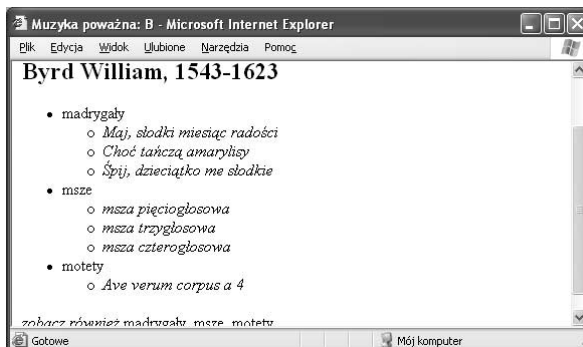 Muzyka poważna: B - Microsoft Internet Explorer
Plik Edycja Widok Ulubione Narzędzia Pomoc
Byrd William, 1543-1623
• madrygały
o Maj, słodki miesiąc radości
o Choć tańczą amarylisy
o Śpij, dzieciątko me słodkie
• msze
o msza pięciogłosowa
o msza trzygłosowa
o msza czterogłosowa
• motety
o Ave verum corpus a 4
zobacz również madrygały, msze, motety
Gotowe Mój komputer